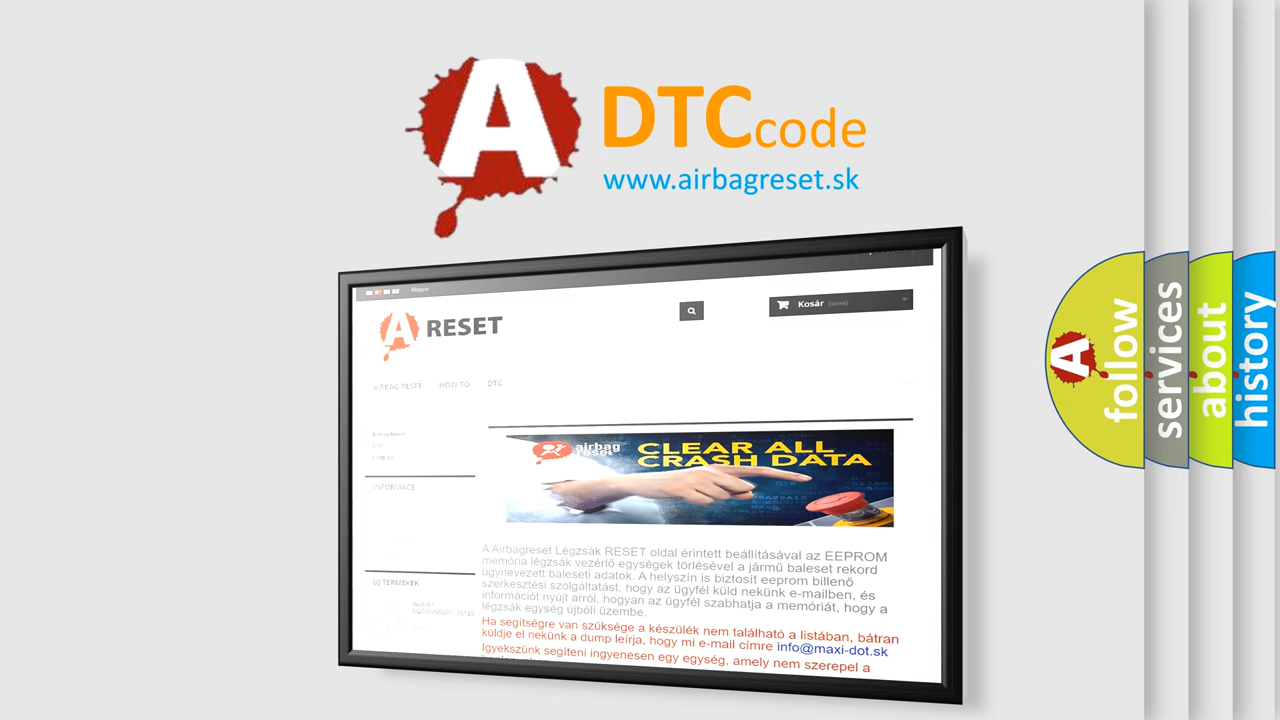 A DTCcode
www.airbagreset.sk
Magyar
Kosár (üres)
A RESET
AIRBAG RESET HOW TO DTC
Airbag Reset
INFORMACE
airbag reset
CLEAR ALL
CRASH DATA
A Airbagreset Légzsák RESET oldal érintett beállításával az EEPROM
memória légzsák vezérlő egységek törlésével a jármű baleset rekord
úgynevezett baleseti adatok. A helyszín is biztosít eeprom billenő
szerkesztési szolgáltatást, hogy az ügyfél küld nekünk e-mailben, és
információt nyújt arról, hogyan az ügyfél szabhatja a memóriát, hogy a
légzsák egység újbóli üzembe.
Ha segítségre van szüksége a készülék nem található a listában, bátran
küldje el nekünk a dump leírja, hogy mi e-mail címre info@maxi-dot.sk
Igyekszünk segíteni ingyenesen egy egység, amely nem szerepel a
ÚJ TERMÉKEK
A follow
services
about
history